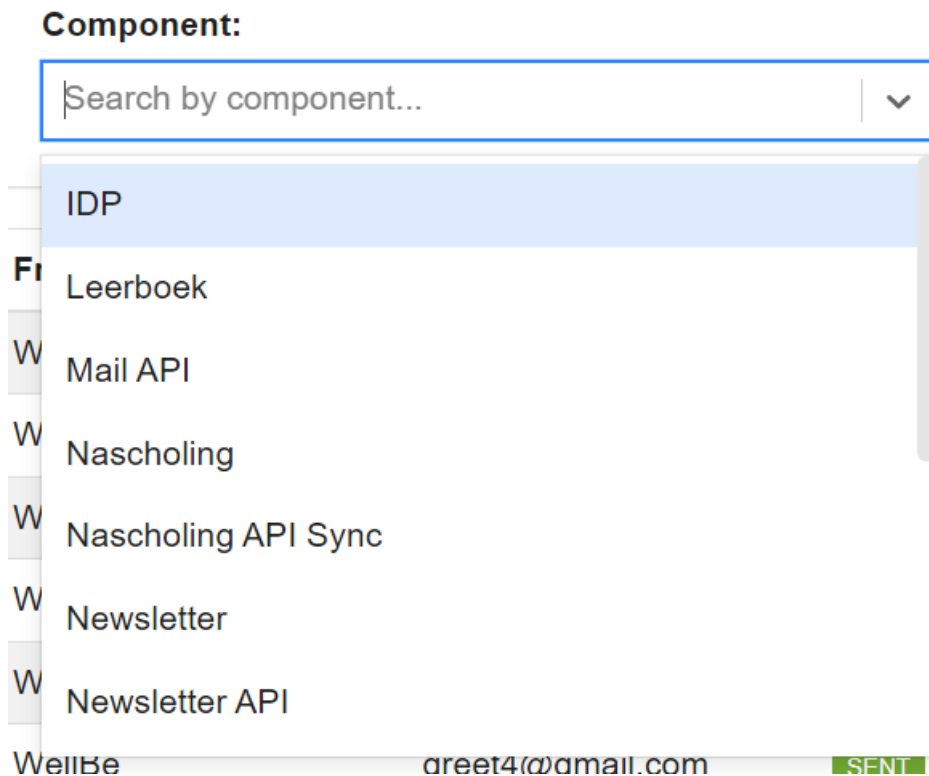 Component:
Search by component...
IDP
Leerboek
Mail API
Nascholing
Nascholing API Sync
Newsletter
Newsletter API
WellBe greet4@gmail.com SENT